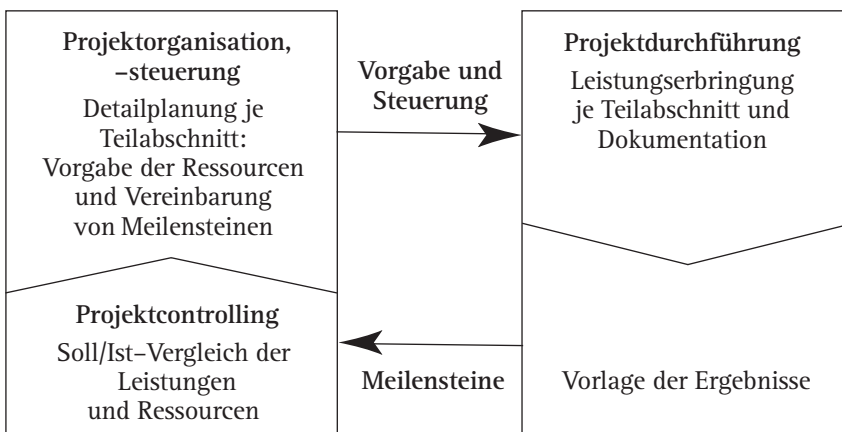 Projektorganisation,
–steuerung
Detailplanung je
Teilabschnitt:
Vorgabe der Ressourcen
und Vereinbarung
von Meilensteinen
Vorgabe und
Steuerung
Projektdurchführung
Leistungserbringung
je Teilabschnitt und
Dokumentation
Projektcontrolling
Soll/Ist–Vergleich der
Leistungen
und Ressourcen
Meilensteine
Vorlage der Ergebnisse